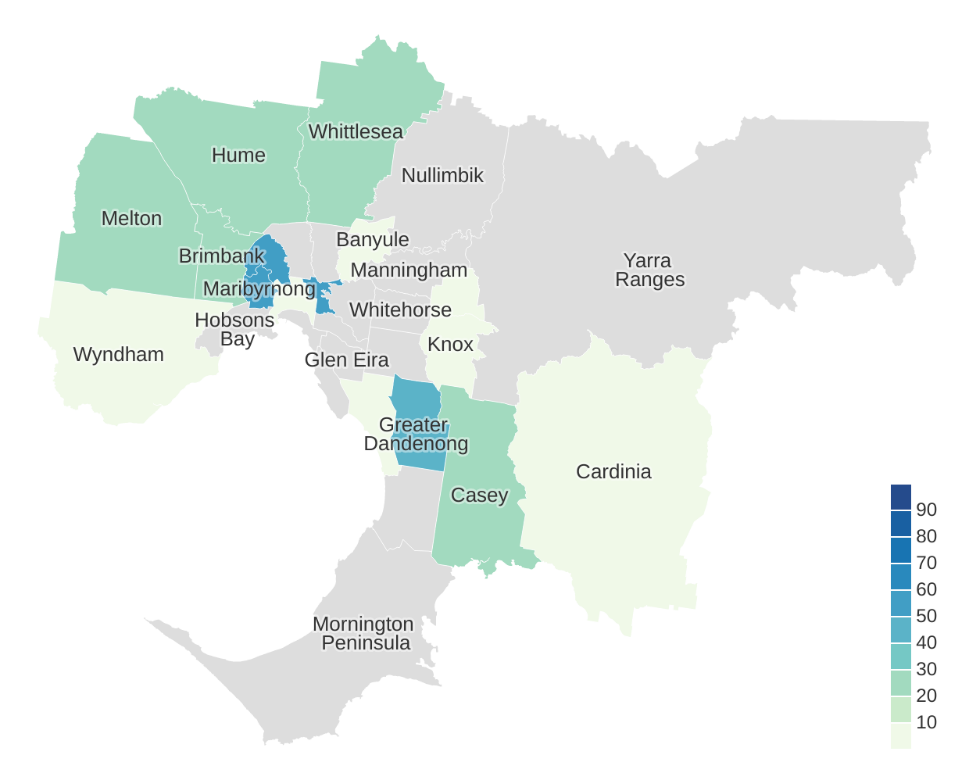 Whittlesea
Hume
Nullimbik
Melton
Banyule
Brimbank
Manningham
Yarra
Ranges
Maribyrnong
Whitehorse
Hobsons
Bay
Knox
Wyndham
Glen Eira
Greater
Dandenong
Cardinia
Casey
90
80
70
60
50
40
30
20
10
Mornington
Peninsula